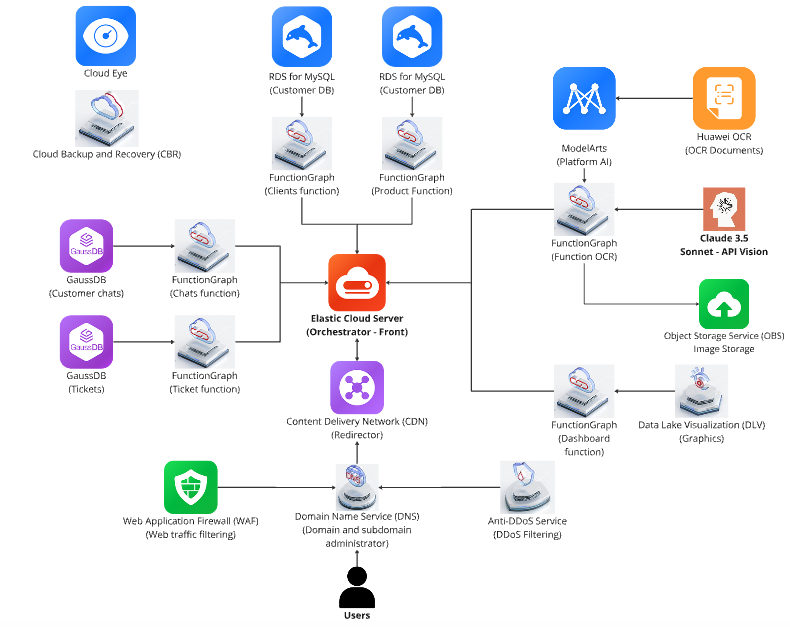 Cloud Eye
Cloud Backup and Recovery (CBR)
RDS for MySQL
(Customer DB)
RDS for MySQL
(Customer DB)
FunctionGraph
(Clients function)
FunctionGraph
(Product Function)
ModelArts
(Platform AI)
Huawei OCR
(OCR Documents)
FunctionGraph
(Function OCR)
Claude 3.5
Sonnet - API Vision
GaussDB
GaussDB
(Customer chats)
FunctionGraph
(Chats function)
Elastic Cloud Server
(Orchestrator - Front)
Object Storage Service (OBS)
Image Storage
GaussDB
GaussDB
(Tickets)
FunctionGraph
(Ticket function)
Content Delivery Network (CDN)
(Redirector)
FunctionGraph
(Dashboard
function)
Data Lake Visualization (DLV)
(Graphics)
Web Application Firewall (WAF)
(Web traffic filtering)
DNS
Domain Name Service (DNS)
(Domain and subdomain
administrator)
Anti-DDoS Service
(DDoS Filtering)
Users